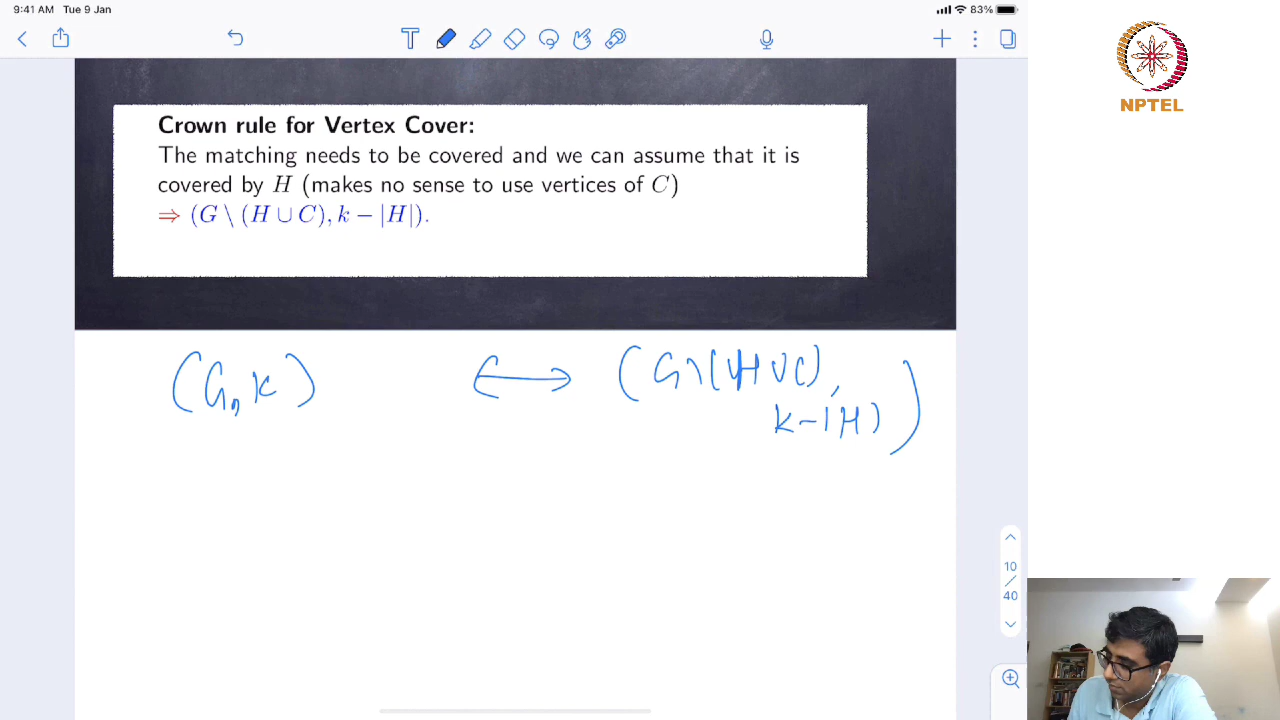 9:41 AM Tue 9 Jan
83%
NPTEL
Crown rule for Vertex Cover:
The matching needs to be covered and we can assume that it is
covered by H (makes no sense to use vertices of C)
⇒ (G \ (H ∪ C), k − |H|).
(G, k) ⟷ (G \ (H ∪ C),
k − |H|)
10
/
40